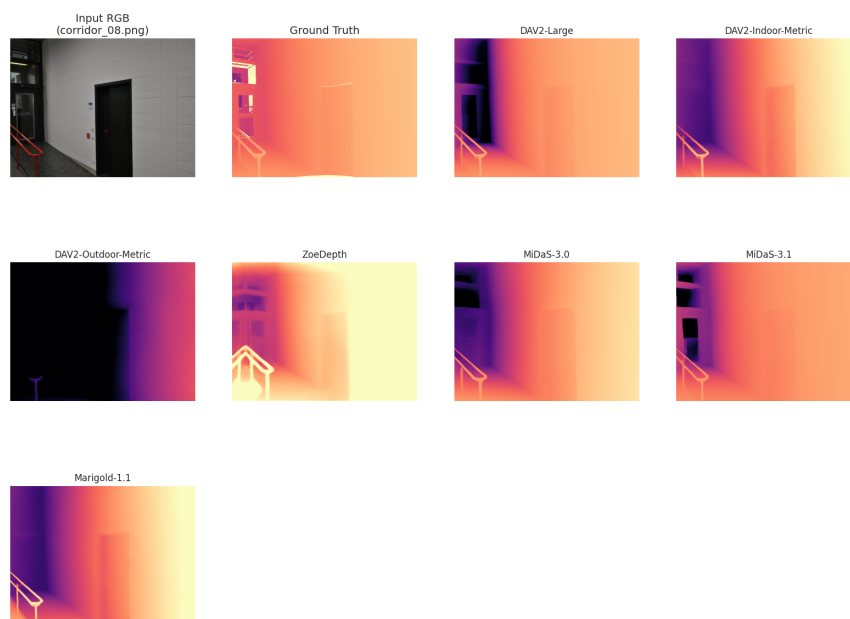 Input RGB
(corridor_08.png)
Ground Truth
DAV2-Large
DAV2-Indoor-Metric
DAV2-Outdoor-Metric
ZoeDepth
MiDaS-3.0
MiDaS-3.1
Marigold-1.1